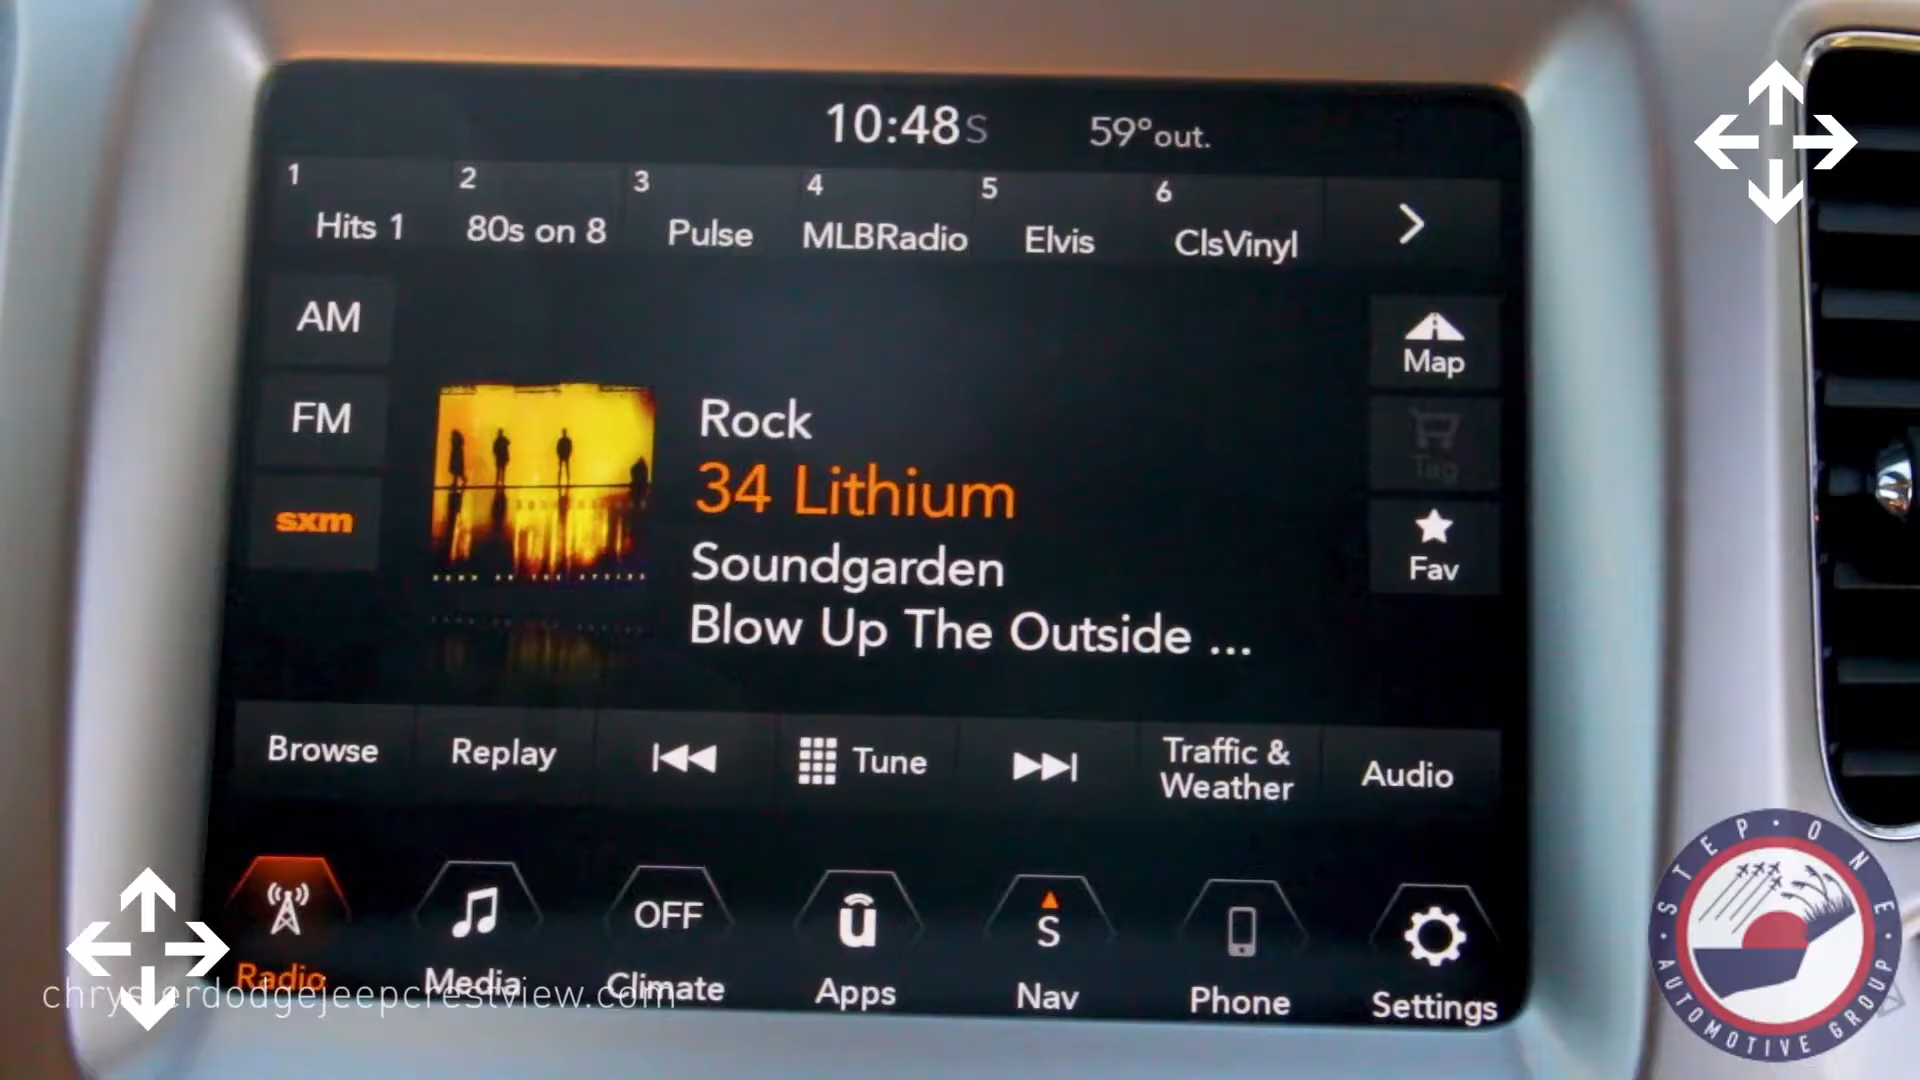 10:48 S 59° out.
1 2 3 4 5 6
Hits 1 80s on 8 Pulse MLBRadio Elvis ClsVinyl
AM
Map
FM
Rock
Tag
34 Lithium
sxm
Soundgarden
Fav
Blow Up The Outside ...
Browse Replay Tune Traffic & Weather Audio
OFF
u
S
Radio Media Climate Apps Nav Phone Settings
chryslerdodgejeepcrestview.com
STEP · ONE · AUTOMOTIVE GROUP ·